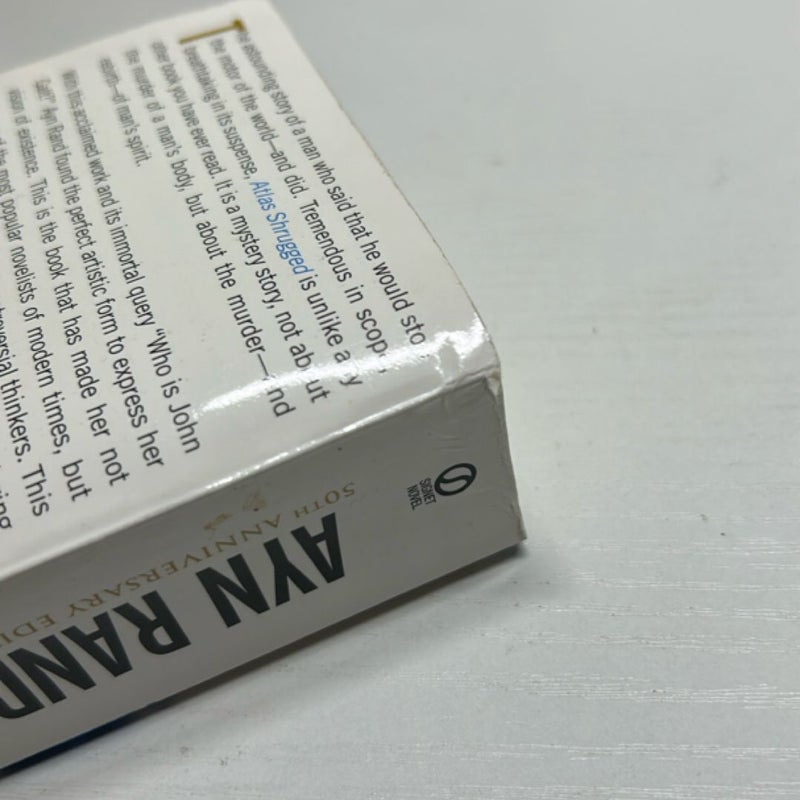 The astounding story of a man who said that he would sto
the motor of the world—and did. Tremendous in scope,
breathtaking in its suspense, Atlas Shrugged is unlike any
other book you have ever read. It is a mystery story, not about
the murder of a man's body, but about the murder—and
rebirth—of man's spirit.
With this acclaimed work and its immortal query "Who is John
Galt?" Ayn Rand found the perfect artistic form to express her
vision of existence. This is the book that has made her not
of the most popular novelists of modern times, but
thinkers. This
SIGNET
NOVEL
50TH ANNIVERSARY EDI
AYN RAND